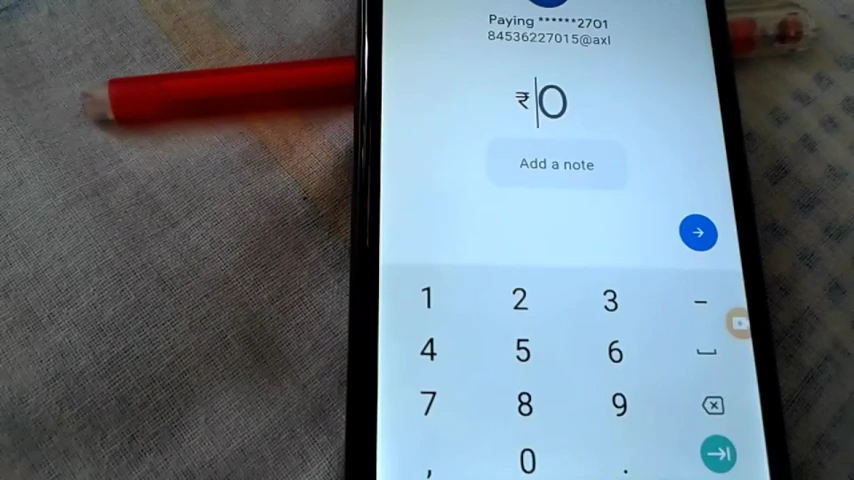 Paying ******2701
84536227015@axl
₹0
Add a note
1 2 3 –
4 5 6
7 8 9
, 0 .